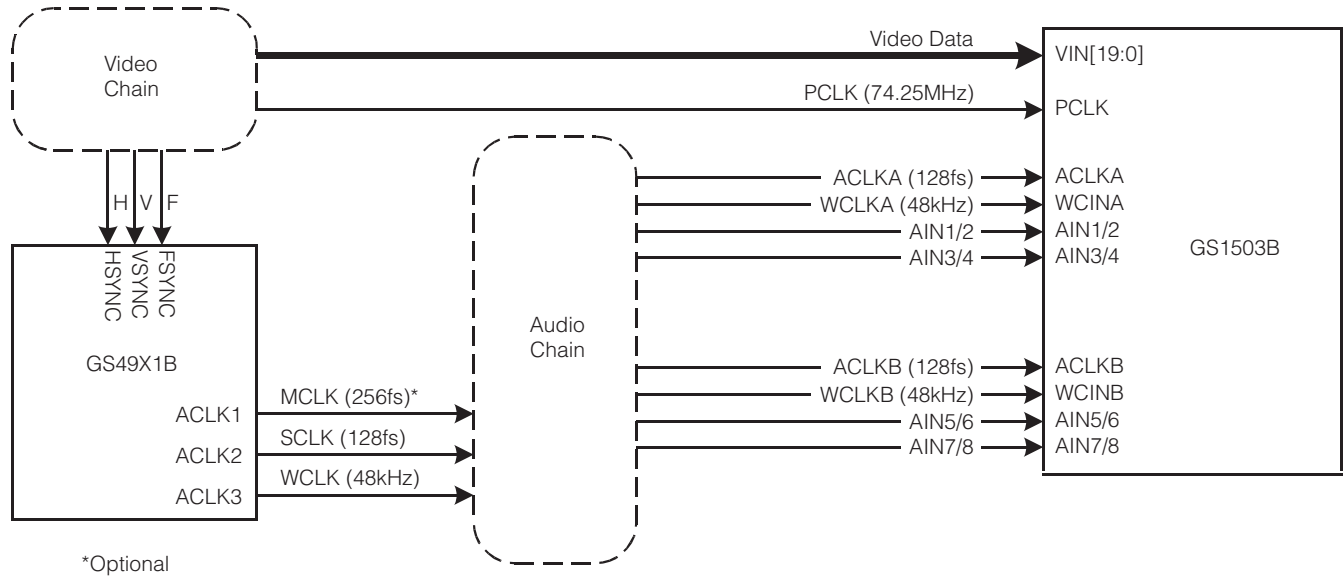 Video Data
Video
Chain
VIN[19:0]
PCLK (74.25MHz)
PCLK
H
V
F
ACLKA (128fs)
ACLKA
WCLKA (48kHz)
WCINA
AIN1/2
AIN1/2
AIN3/4
AIN3/4
GS1503B
HSYNC
VSYNC
FSYNC
GS49X1B
Audio
Chain
ACLKB (128fs)
ACLKB
WCLKB (48kHz)
WCINB
AIN5/6
AIN5/6
AIN7/8
AIN7/8
ACLK1
MCLK (256fs)*
ACLK2
SCLK (128fs)
ACLK3
WCLK (48kHz)
*Optional